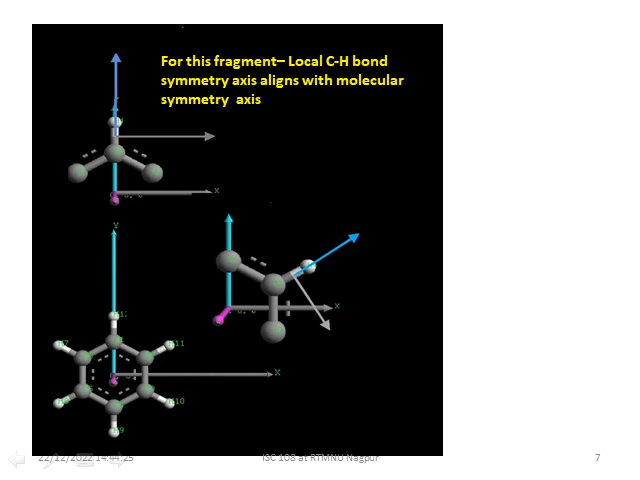 For this fragment– Local C-H bond
symmetry axis aligns with molecular
symmetry axis
x
Y
x
X
22/12/2022 14:44:25
ISC 108 at RTMNU Nagpur
7